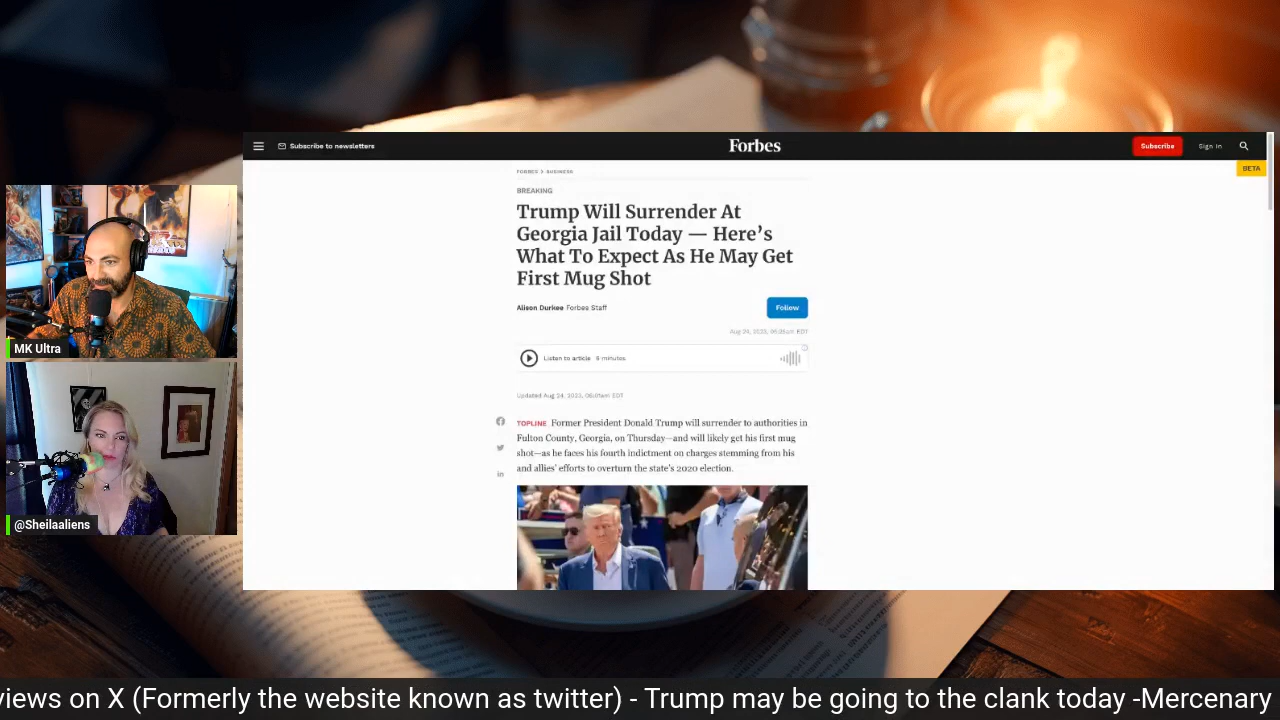 Subscribe to newsletters
Forbes
Subscribe
Sign In
BETA
FORBES > BUSINESS
BREAKING
Trump Will Surrender At
Georgia Jail Today — Here's
What To Expect As He May Get
First Mug Shot
Alison Durkee Forbes Staff
Follow
Listen to article
Updated Aug 24, 2023,
TOPLINE Former President Donald Trump will surrender to authorities in
Fulton County, Georgia, on Thursday—and will likely get his first mug
shot—as he faces his fourth indictment on charges stemming from his
and allies' efforts to overturn the state's 2020 election.
in
MK Ultra
@Sheilaaliens
views on X (Formerly the website known as twitter) - Trump may be going to the clank today -Mercenary